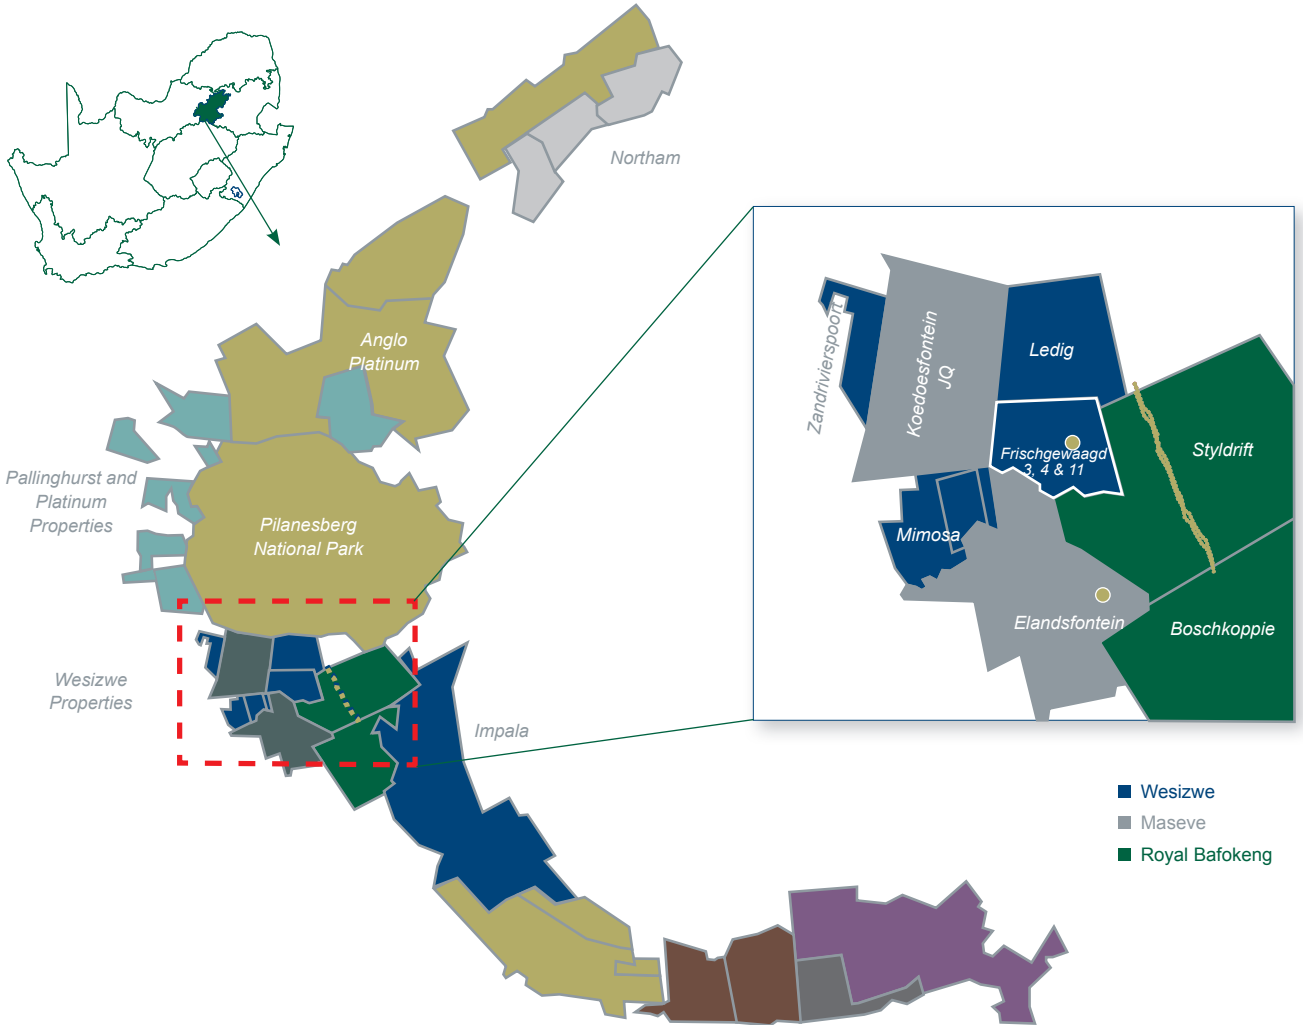 Northam
Anglo
Platinum
Pallinghurst and
Platinum
Properties
Pilanesberg
National Park
Wesizwe
Properties
Impala
Zandrivierspoort
Koedoesfontein
JQ
Ledig
Frischgewaagd
3, 4 & 11
Styldrift
Mimosa
Elandsfontein
Boschkoppie
Wesizwe
Maseve
Royal Bafokeng